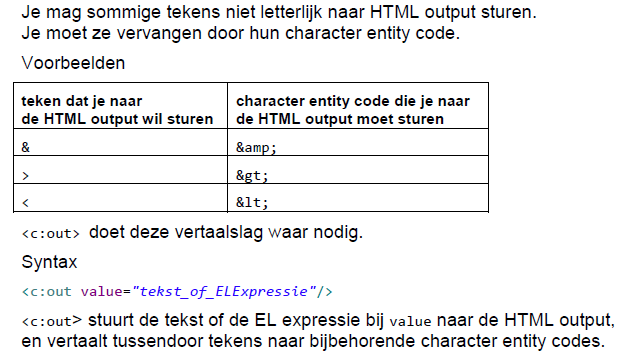 Je mag sommige tekens niet letterlijk naar HTML output sturen.
Je moet ze vervangen door hun character entity code.
Voorbeelden
teken dat je naar
de HTML output wil sturen
character entity code die je naar
de HTML output moet sturen
& &amp;
> &gt;
< &lt;
<c:out> doet deze vertaalslag waar nodig.
Syntax
<c:out value="tekst_of_ELExpressie"/>
<c:out> stuurt de tekst of de EL expressie bij value naar de HTML output,
en vertaalt tussendoor tekens naar bijbehorende character entity codes.